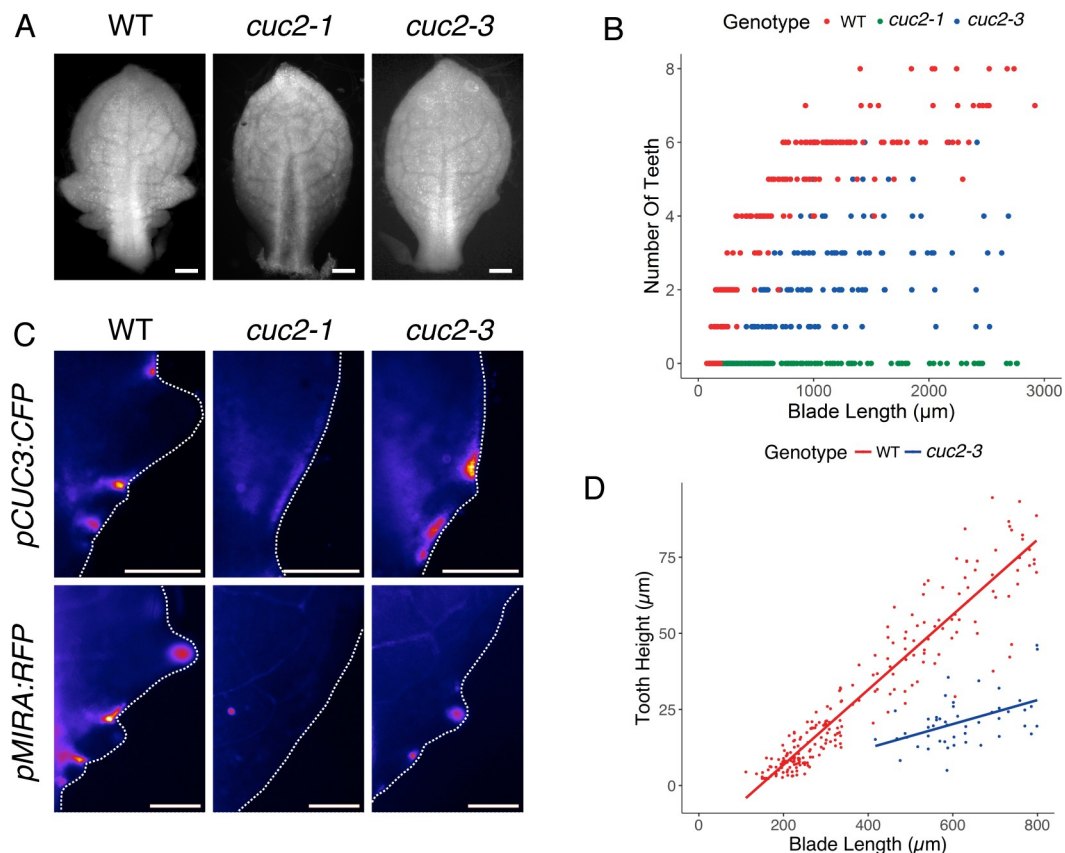 A
WT
cuc2-1
cuc2-3
B
Genotype WT cuc2-1 cuc2-3
Number Of Teeth
8
6
4
2
0
0
1000
2000
3000
Blade Length (µm)
C
WT
cuc2-1
cuc2-3
pCUC3:CFP
pMIRA:RFP
D
Genotype WT cuc2-3
Tooth Height (µm)
75
50
25
0
0
200
400
600
800
Blade Length (µm)